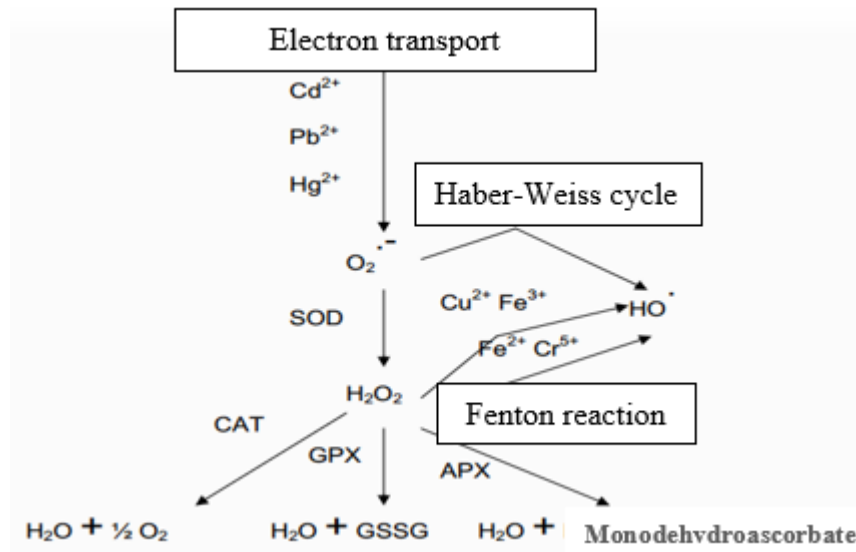 Electron transport
Cd²⁺
Pb²⁺
Hg²⁺
Haber-Weiss cycle
O₂˙⁻
Cu²⁺ Fe³⁺
HO˙
SOD
Fe²⁺ Cr⁵⁺
H₂O₂
Fenton reaction
CAT
GPX
APX
H₂O + ½ O₂
H₂O + GSSG
H₂O +
Monodehydroascorbate